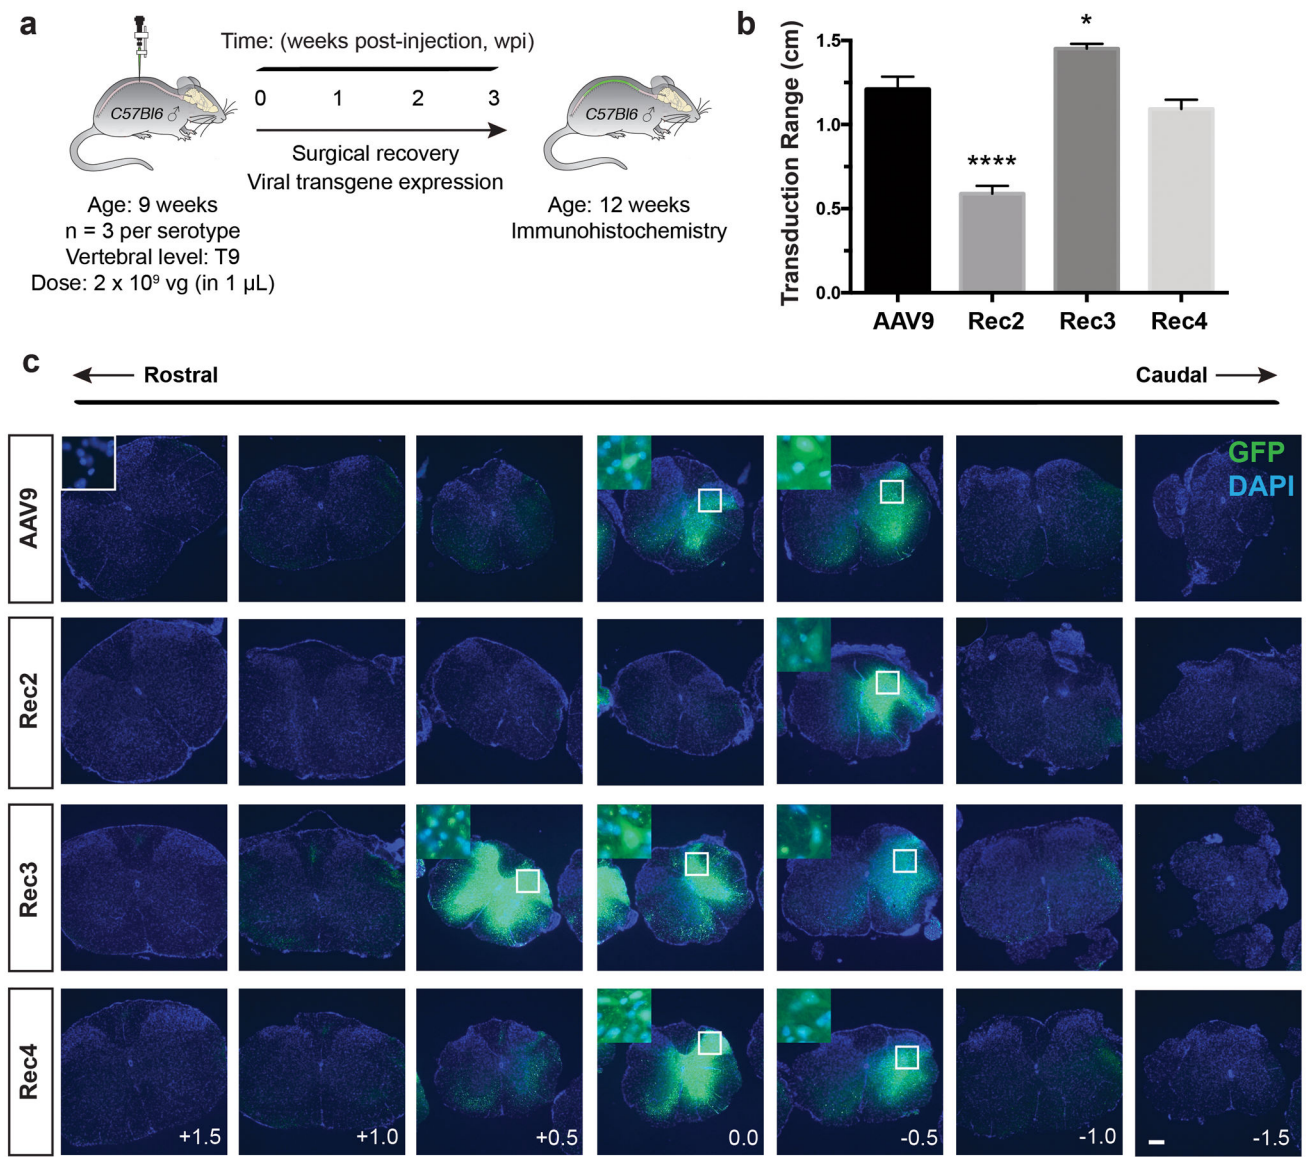 a
Time: (weeks post-injection, wpi)
0 1 2 3
C57Bl6 ♂
C57Bl6 ♂
Surgical recovery
Viral transgene expression
Age: 9 weeks
n = 3 per serotype
Vertebral level: T9
Dose: 2 x 10⁹ vg (in 1 µL)
Age: 12 weeks
Immunohistochemistry
b
Transduction Range (cm)
1.5
1.0
0.5
0.0
*
****
AAV9 Rec2 Rec3 Rec4
c
Rostral
Caudal
AAV9
GFP
DAPI
Rec2
Rec3
Rec4
+1.5 +1.0 +0.5 0.0 -0.5 -1.0 -1.5